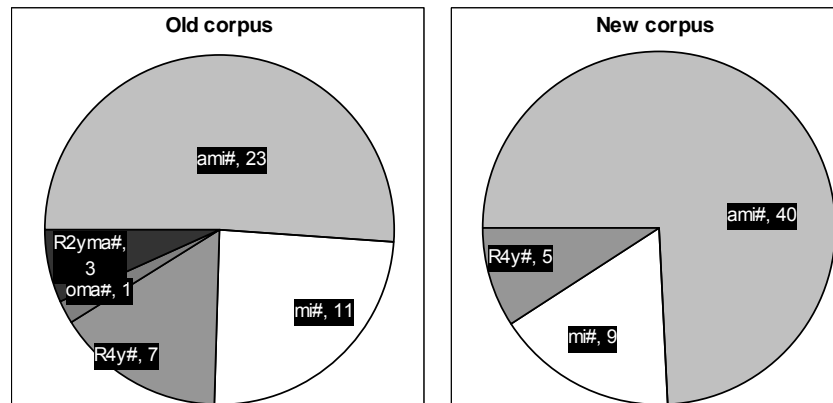 Old corpus
ami#, 23
R2yma#,
3
oma#, 1
R4y#, 7
mi#, 11
New corpus
ami#, 40
R4y#, 5
mi#, 9